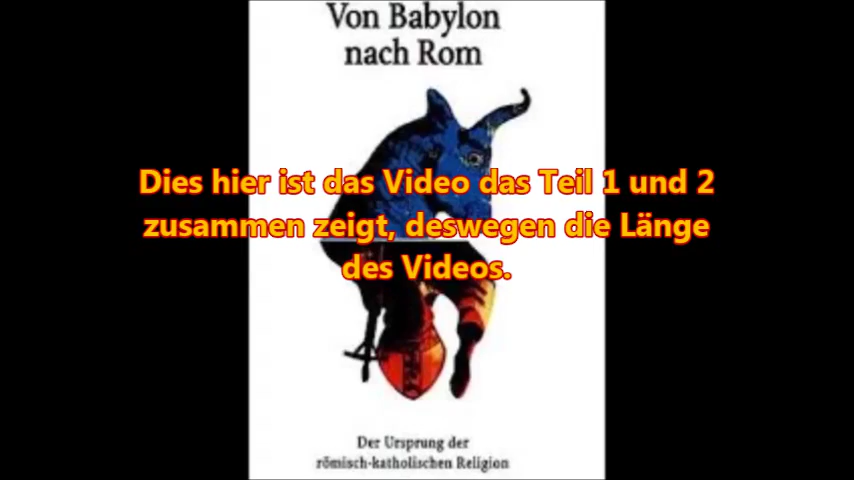 Von Babylon
nach Rom
Dies hier ist das Video das Teil 1 und 2
zusammen zeigt, deswegen die Länge
des Videos.
Der Ursprung der
römisch-katholischen Religion